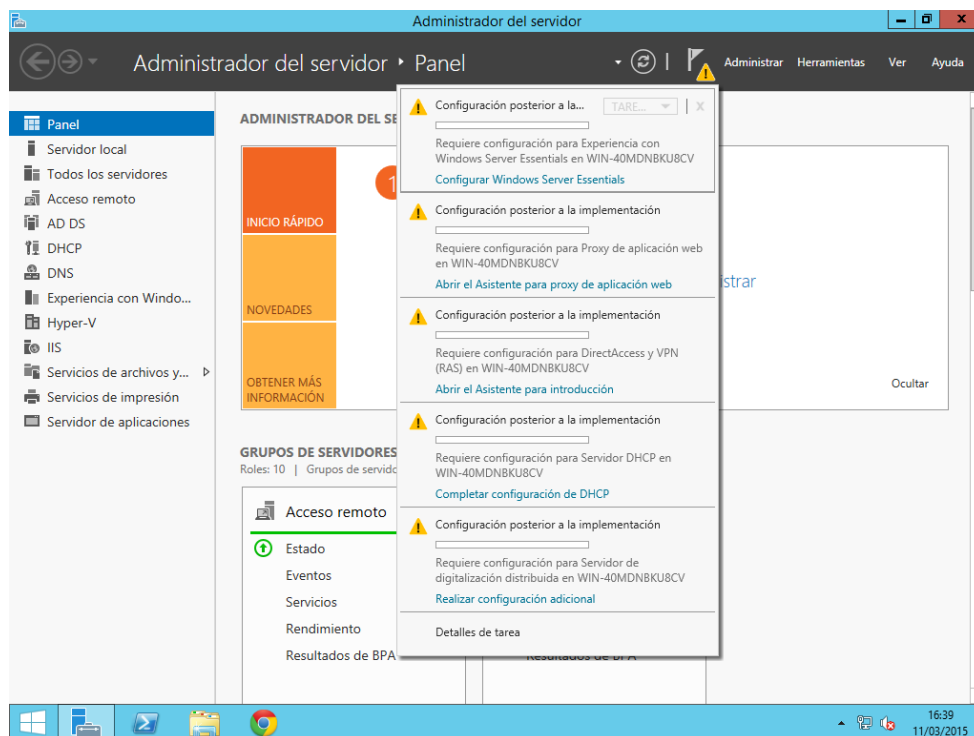 Administrador del servidor
Administrador del servidor
Panel
Administrar
Herramientas
Ver
Ayuda
Panel
Servidor local
Todos los servidores
Acceso remoto
AD DS
DHCP
DNS
Experiencia con Windo...
Hyper-V
IIS
Servicios de archivos y...
Servicios de impresión
Servidor de aplicaciones
ADMINISTRADOR DEL SE
INICIO RÁPIDO
NOVEDADES
OBTENER MÁS
INFORMACIÓN
1
istrar
Ocultar
GRUPOS DE SERVIDORES
Roles: 10 | Grupos de servido
Acceso remoto
Estado
Eventos
Servicios
Rendimiento
Resultados de BPA
Resultados de BPA
Configuración posterior a la...
TARE...
X
Requiere configuración para Experiencia con
Windows Server Essentials en WIN-40MDNBKU8CV
Configurar Windows Server Essentials
Configuración posterior a la implementación
Requiere configuración para Proxy de aplicación web
en WIN-40MDNBKU8CV
Abrir el Asistente para proxy de aplicación web
Configuración posterior a la implementación
Requiere configuración para DirectAccess y VPN
(RAS) en WIN-40MDNBKU8CV
Abrir el Asistente para introducción
Configuración posterior a la implementación
Requiere configuración para Servidor DHCP en
WIN-40MDNBKU8CV
Completar configuración de DHCP
Configuración posterior a la implementación
Requiere configuración para Servidor de
digitalización distribuida en WIN-40MDNBKU8CV
Realizar configuración adicional
Detalles de tarea
16:39
11/03/2015